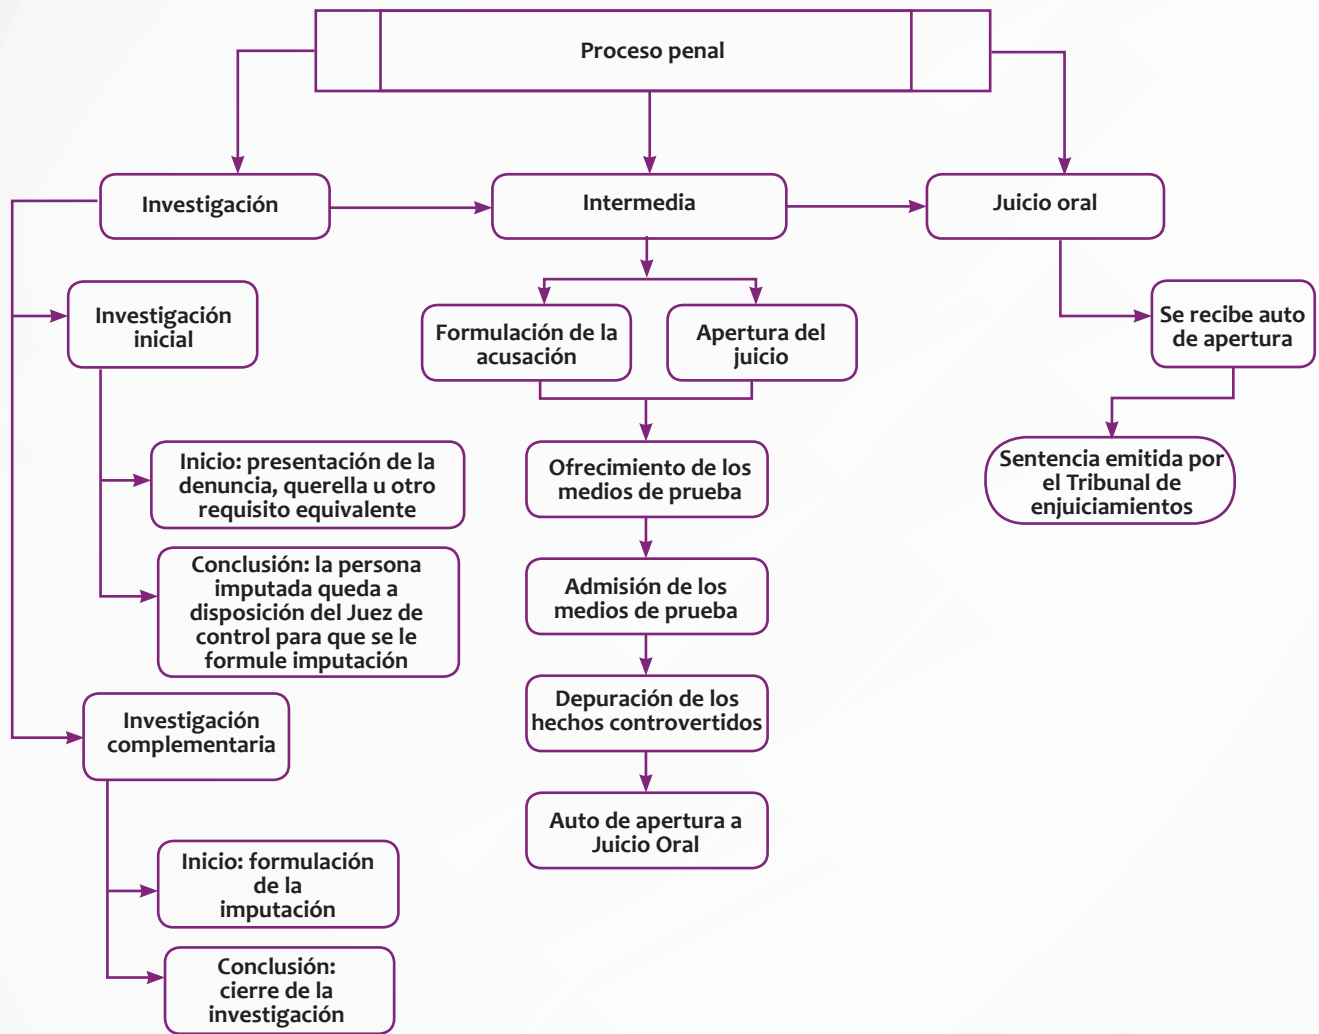 Proceso penal
Investigación
Intermedia
Juicio oral
Investigación
inicial
Inicio: presentación de la
denuncia, querella u otro
requisito equivalente
Conclusión: la persona
imputada queda a
disposición del Juez de
control para que se le
formule imputación
Investigación
complementaria
Inicio: formulación
de la
imputación
Conclusión:
cierre de la
investigación
Formulación de la
acusación
Apertura del
juicio
Ofrecimiento de los
medios de prueba
Admisión de los
medios de prueba
Depuración de los
hechos controvertidos
Auto de apertura a
Juicio Oral
Se recibe auto
de apertura
Sentencia emitida por
el Tribunal de
enjuiciamientos